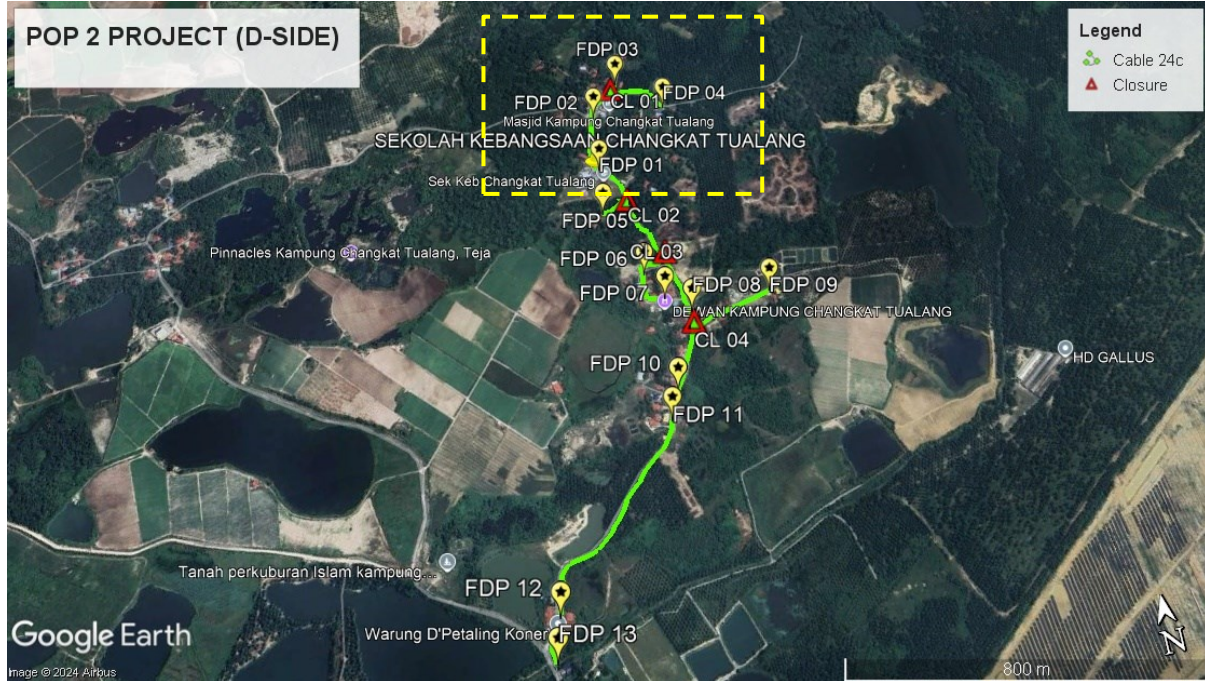 POP 2 PROJECT (D-SIDE)
Legend
Cable 24c
Closure
FDP 03
FDP 02
CL 01
FDP 04
Masjid Kampung Changkat Tualang
SEKOLAH KEBANGSAAN CHANGKAT TUALANG
FDP 01
Sek Keb Changkat Tualang
FDP 05
CL 02
Pinnacles Kampung Changkat Tualang, Teja
FDP 06
CL 03
FDP 07
FDP 08
FDP 09
H
DEWAN KAMPUNG CHANGKAT TUALANG
CL 04
HD GALLUS
FDP 10
FDP 11
Tanah perkuburan Islam kampung...
FDP 12
Warung D'Petaling Koner
FDP 13
Google Earth
Image © 2024 Airbus
800 m
N